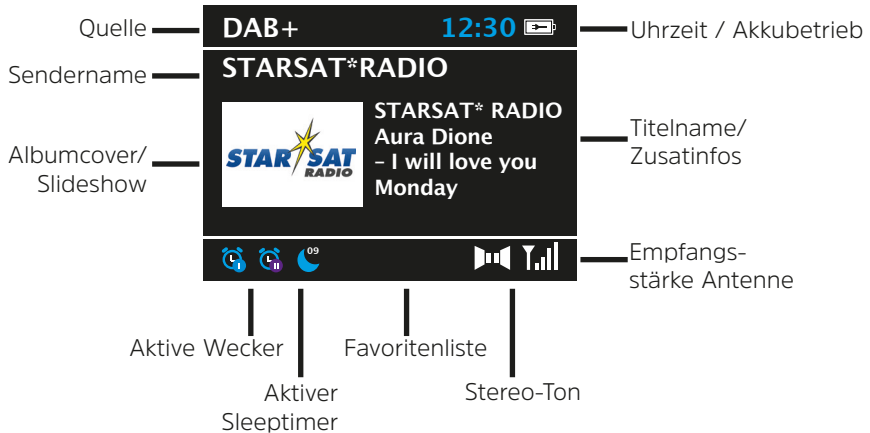 Quelle
DAB+
12:30
Uhrzeit / Akkubetrieb
Sendername
STARSAT*RADIO
Albumcover/
Slideshow
STAR SAT
RADIO
STARSAT* RADIO
Aura Dione
– I will love you
Monday
Titelname/
Zusatinfos
I
II
09
Empfangs-
stärke Antenne
Aktive Wecker
Favoritenliste
Aktiver
Sleeptimer
Stereo-Ton